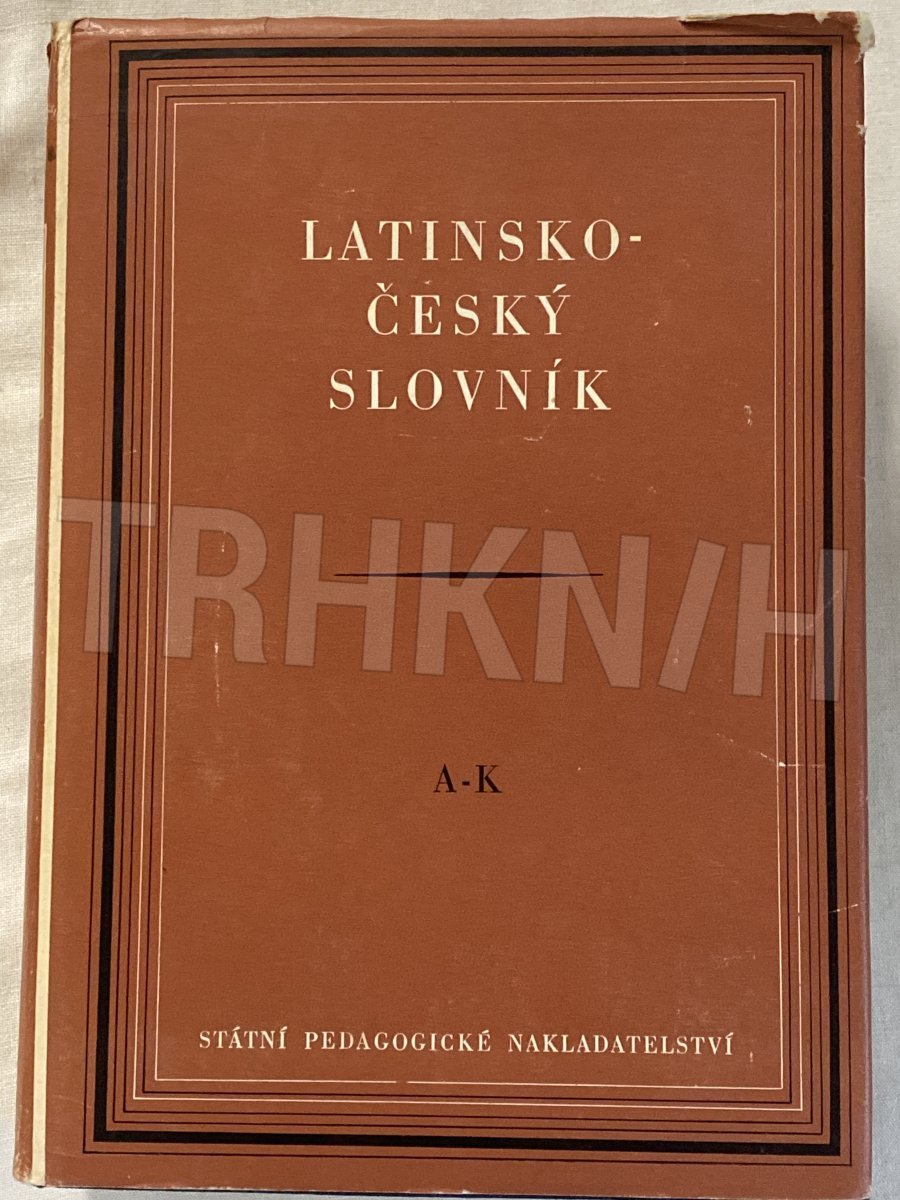 LATINSKO-
ČESKÝ
SLOVNÍK
TRHKNIH
A-K
STÁTNÍ PEDAGOGICKÉ NAKLADATELSTVÍ